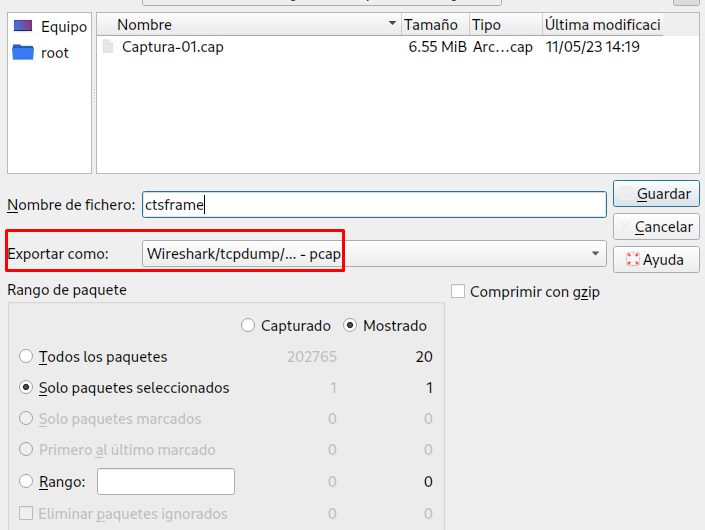 Nombre Tamaño Tipo Última modificaci
Equipo
Captura-01.cap 6.55 MiB Arc...cap 11/05/23 14:19
root
Nombre de fichero: ctsframe Guardar
Cancelar
Exportar como: Wireshark/tcpdump/... - pcap Ayuda
Rango de paquete Comprimir con gzip
Capturado Mostrado
Todos los paquetes 202765 20
Solo paquetes seleccionados 1 1
Solo paquetes marcados 0 0
Primero al último marcado 0 0
Rango: 0 0
Eliminar paquetes ignorados 0 0